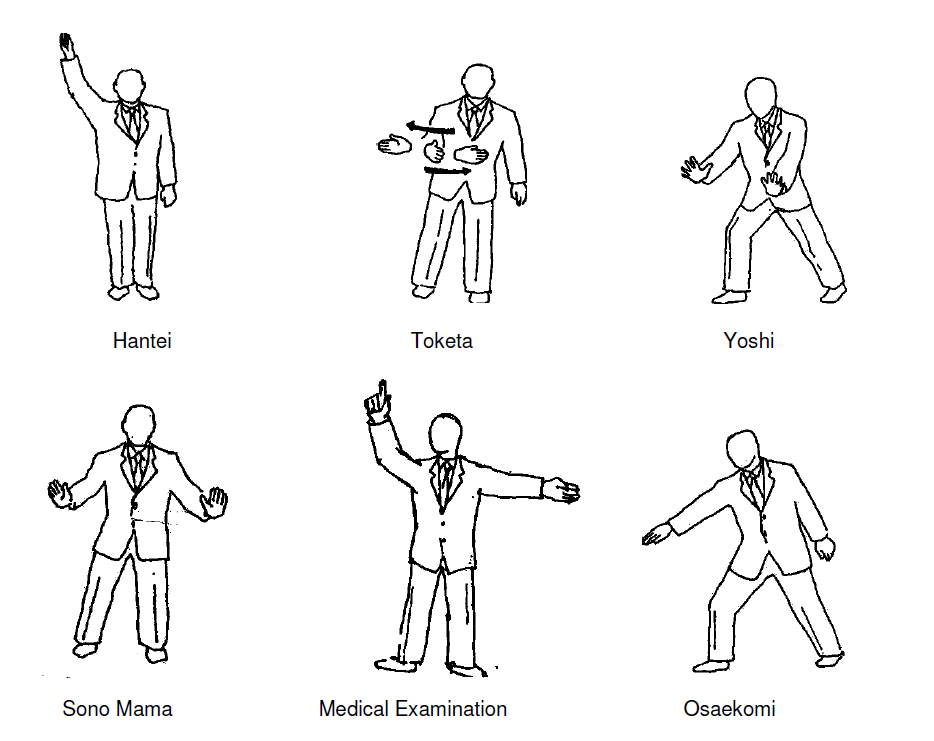 Hantei
Toketa
Yoshi
Sono Mama
Medical Examination
Osaekomi